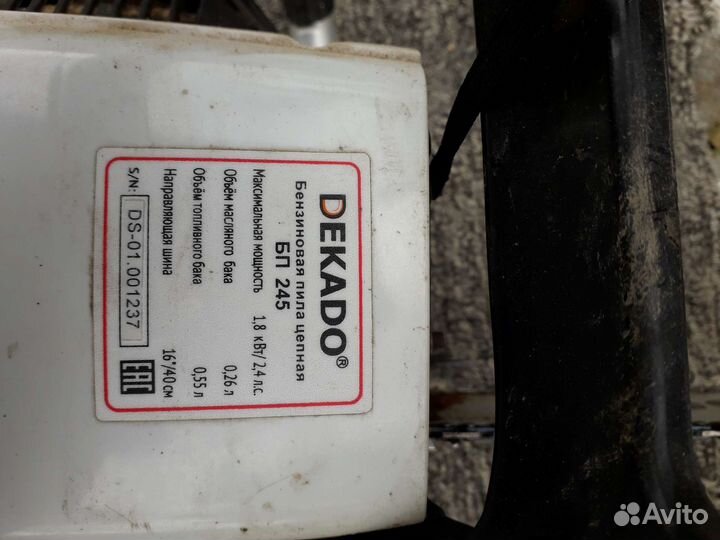 DEKADO®
Бензиновая пила цепная
БП 245
Максимальная мощность 1,8 кВт/2,4 л.с.
Объём масляного бака 0,26 л
Объём топливного бака 0,55 л
Направляющая шина 16"/40 см
S/N: DS-01.001237
EAC
Avito